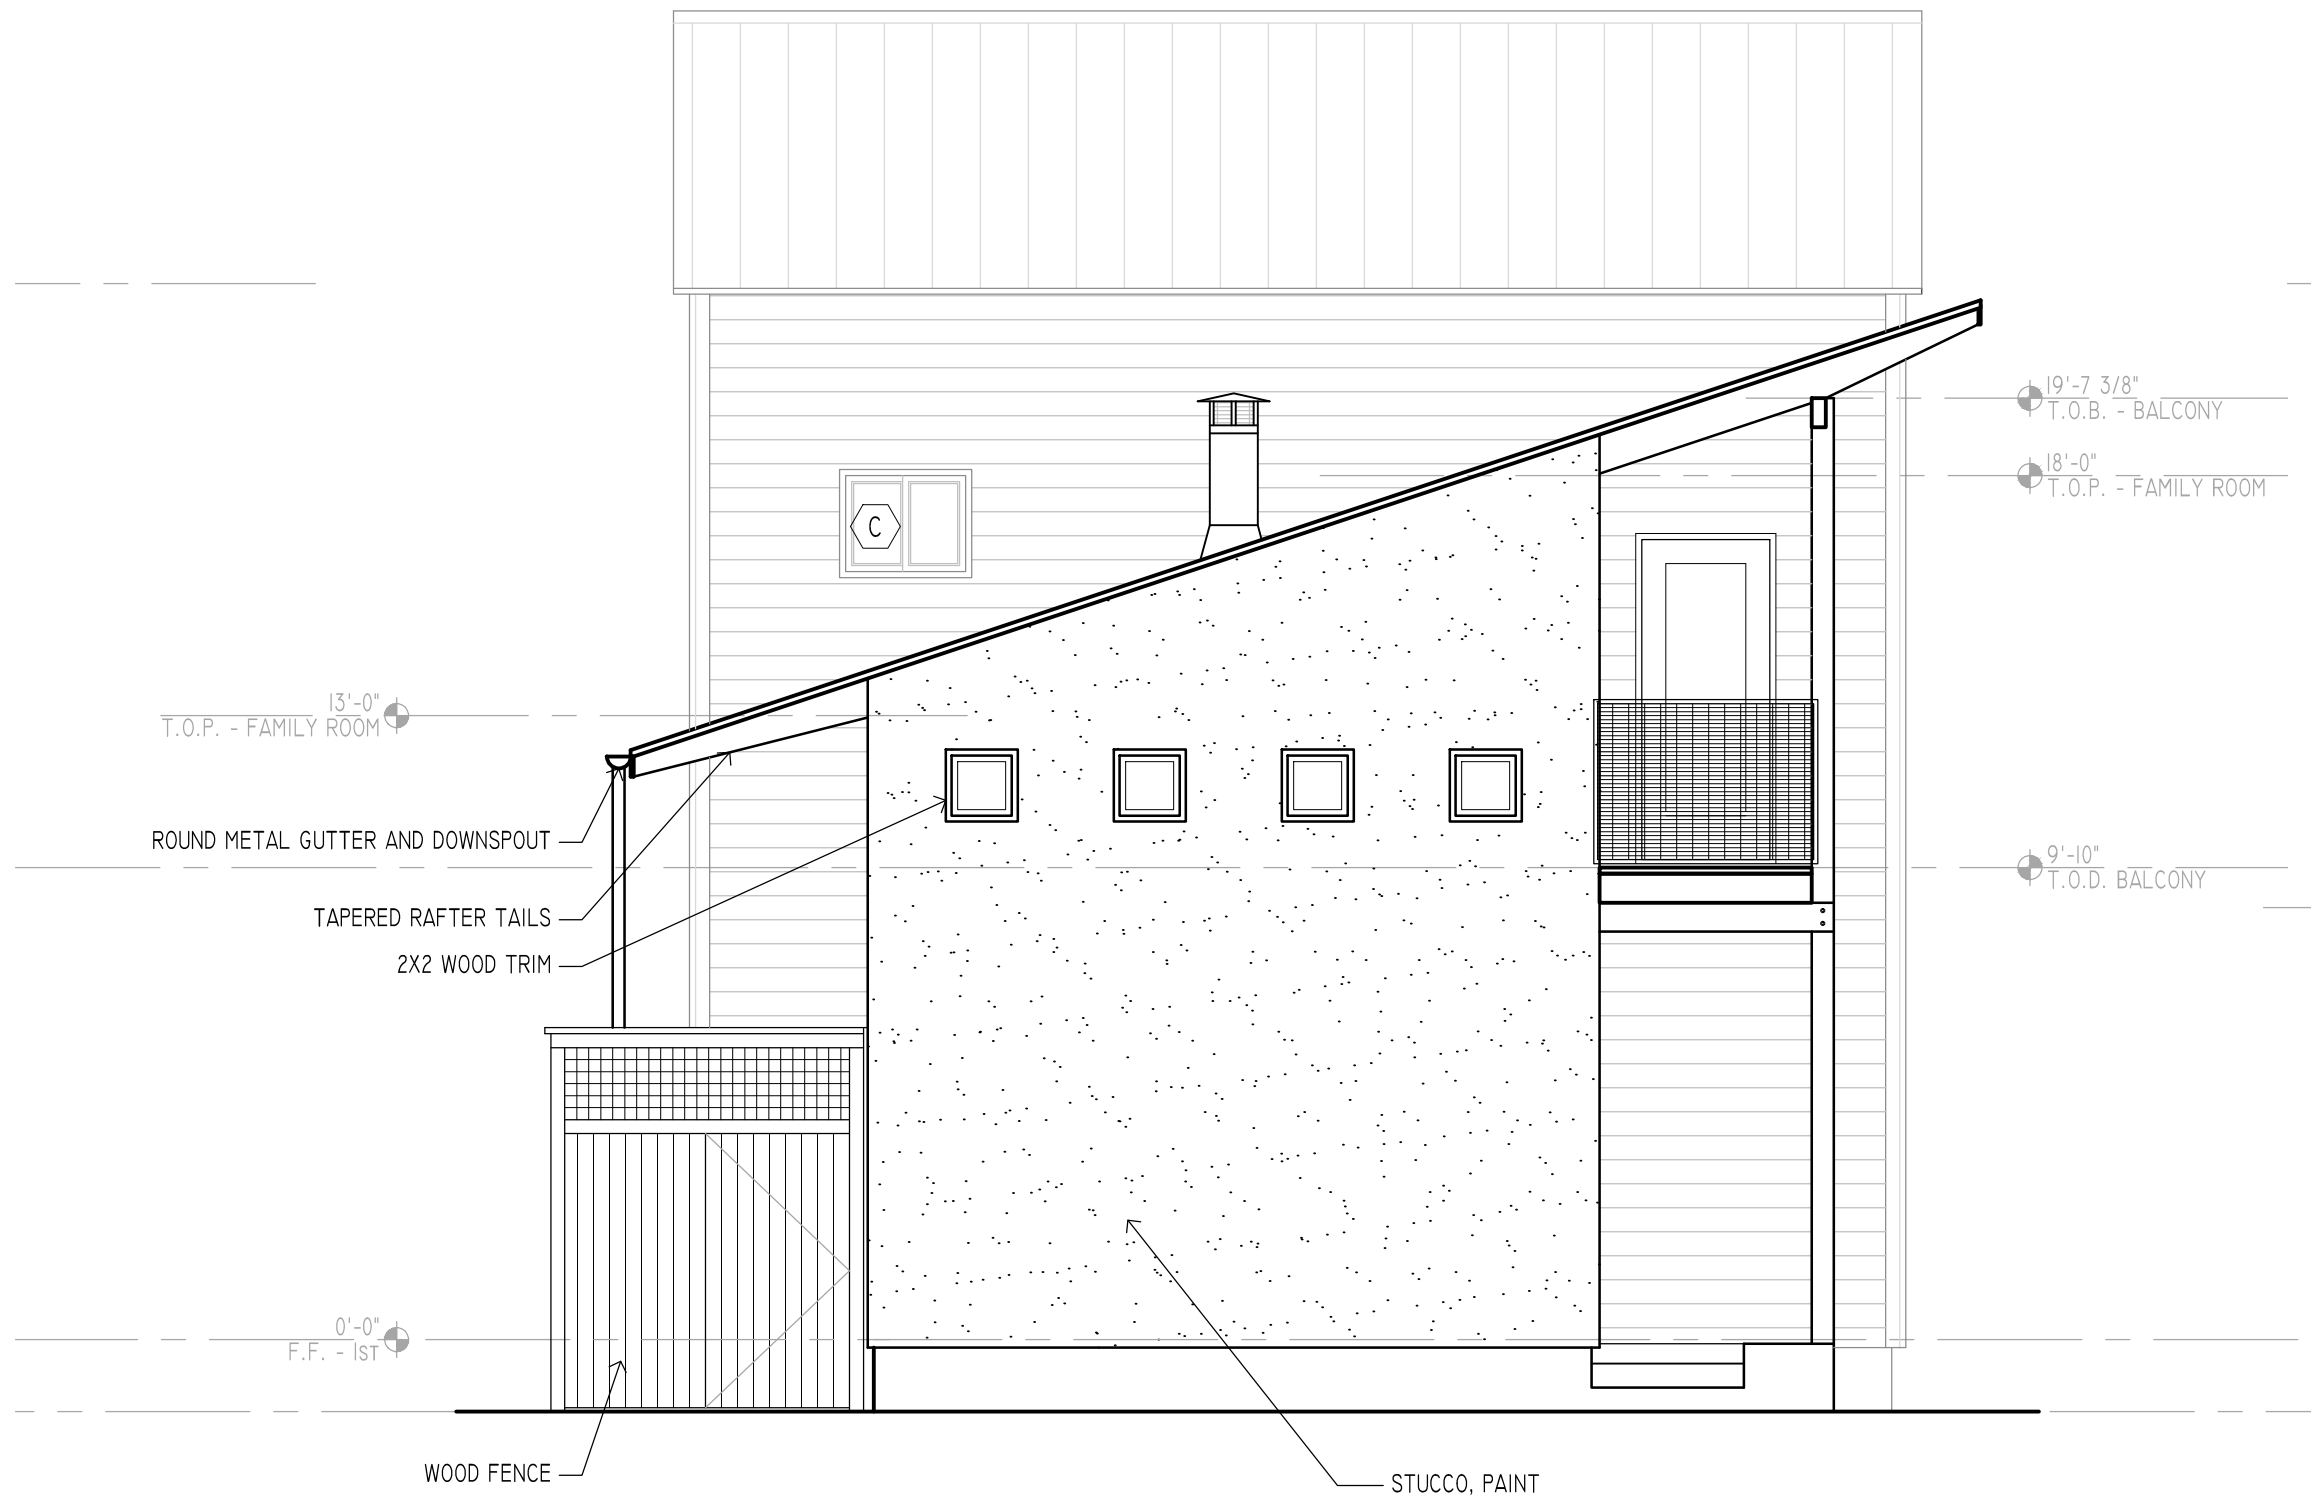 19'-7 3/8"
T.O.B. - BALCONY
18'-0"
T.O.P. - FAMILY ROOM
C
13'-0"
T.O.P. - FAMILY ROOM
ROUND METAL GUTTER AND DOWNSPOUT
9'-10"
T.O.D. BALCONY
TAPERED RAFTER TAILS
2X2 WOOD TRIM
0'-0"
F.F. - 1ST
WOOD FENCE
STUCCO, PAINT